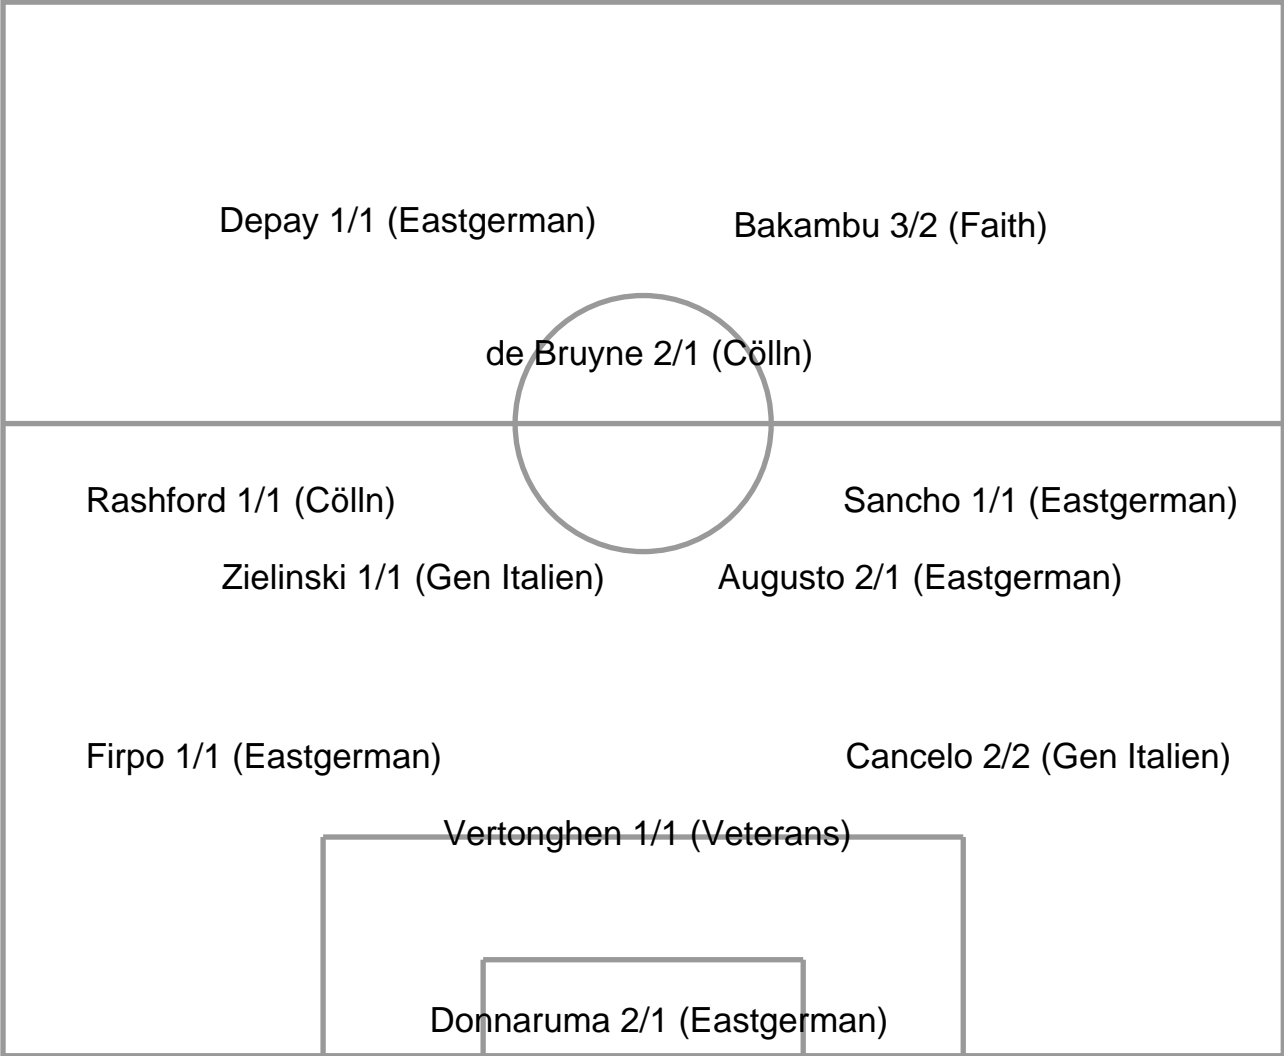 Depay 1/1 (Eastgerman)
Bakambu 3/2 (Faith)
de Bruyne 2/1 (Cölln)
Rashford 1/1 (Cölln)
Sancho 1/1 (Eastgerman)
Zielinski 1/1 (Gen Italien)
Augusto 2/1 (Eastgerman)
Firpo 1/1 (Eastgerman)
Cancelo 2/2 (Gen Italien)
Vertonghen 1/1 (Veterans)
Donnaruma 2/1 (Eastgerman)